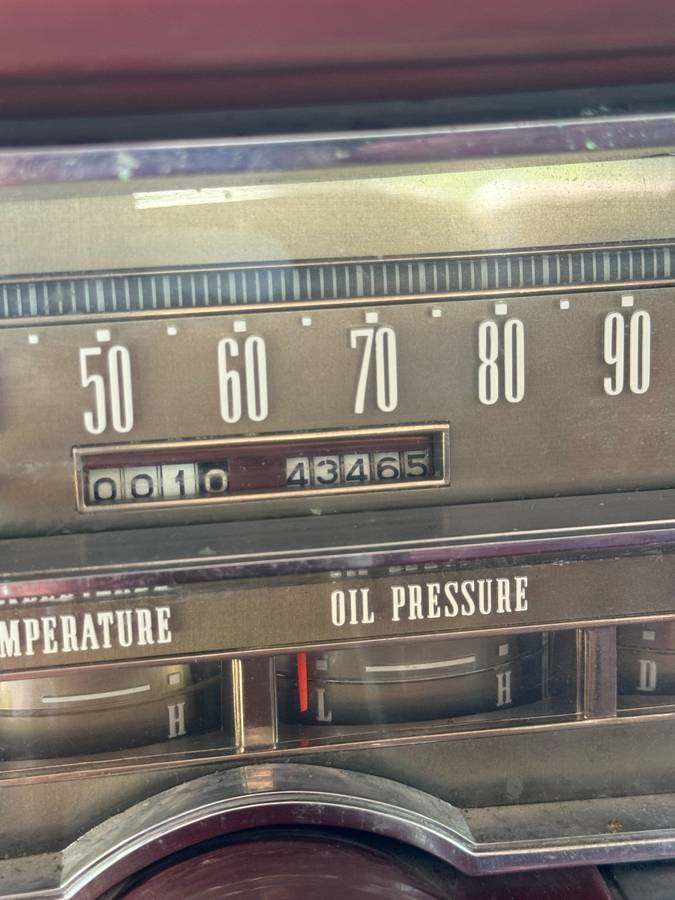 50 60 70 80 90
0010 43465
MPERATURE OIL PRESSURE
H L H D